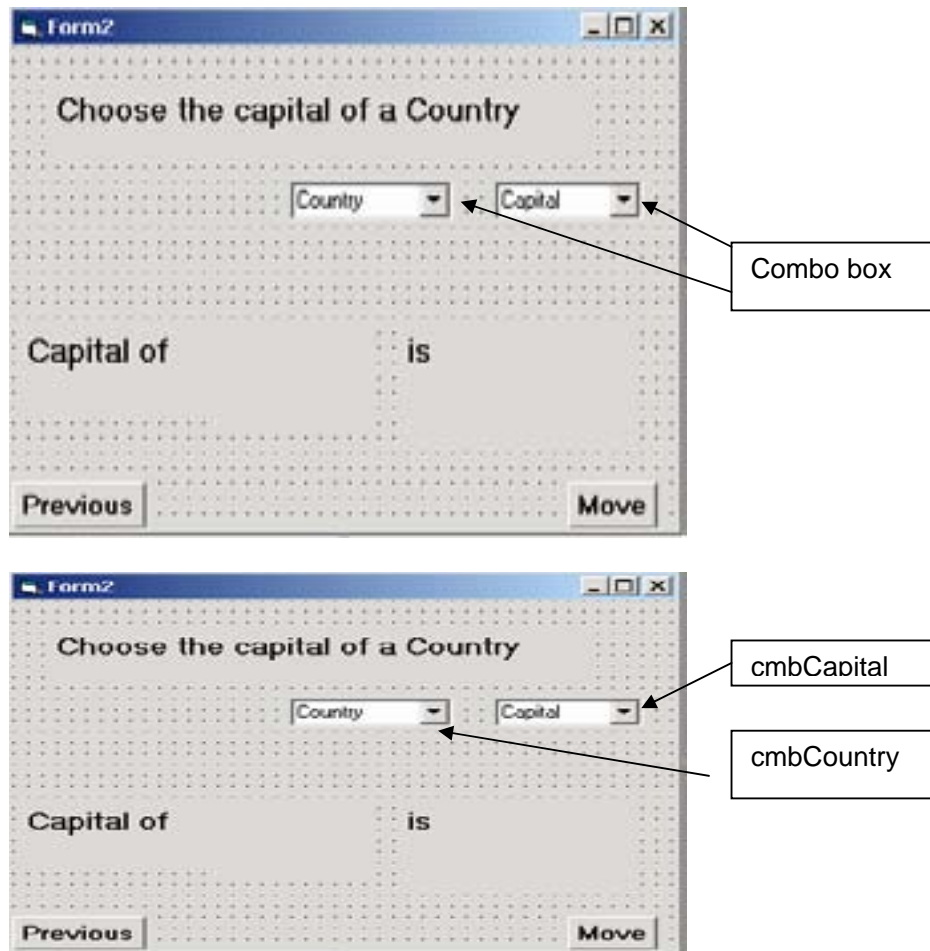 Form2
Choose the capital of a Country
Country Capital
Combo box
Capital of is
Previous Move
Form2
Choose the capital of a Country
cmbCapital
Country Capital
cmbCountry
Capital of is
Previous Move